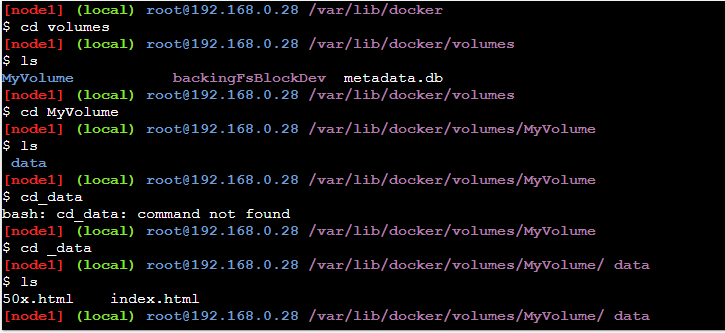 [node1] (local) root@192.168.0.28 /var/lib/docker
$ cd volumes
[node1] (local) root@192.168.0.28 /var/lib/docker/volumes
$ ls
MyVolume backingFsBlockDev metadata.db
[node1] (local) root@192.168.0.28 /var/lib/docker/volumes
$ cd MyVolume
[node1] (local) root@192.168.0.28 /var/lib/docker/volumes/MyVolume
$ ls
data
[node1] (local) root@192.168.0.28 /var/lib/docker/volumes/MyVolume
$ cd_data
bash: cd_data: command not found
[node1] (local) root@192.168.0.28 /var/lib/docker/volumes/MyVolume
$ cd _data
[node1] (local) root@192.168.0.28 /var/lib/docker/volumes/MyVolume/ data
$ ls
50x.html index.html
[node1] (local) root@192.168.0.28 /var/lib/docker/volumes/MyVolume/ data